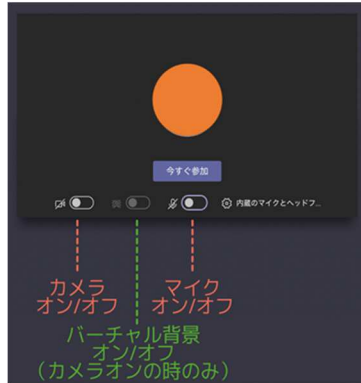 今すぐ参加
内蔵のマイクとヘッドフ...
カメラ
オン/オフ
マイク
オン/オフ
バーチャル背景
オン/オフ
(カメラオンの時のみ)